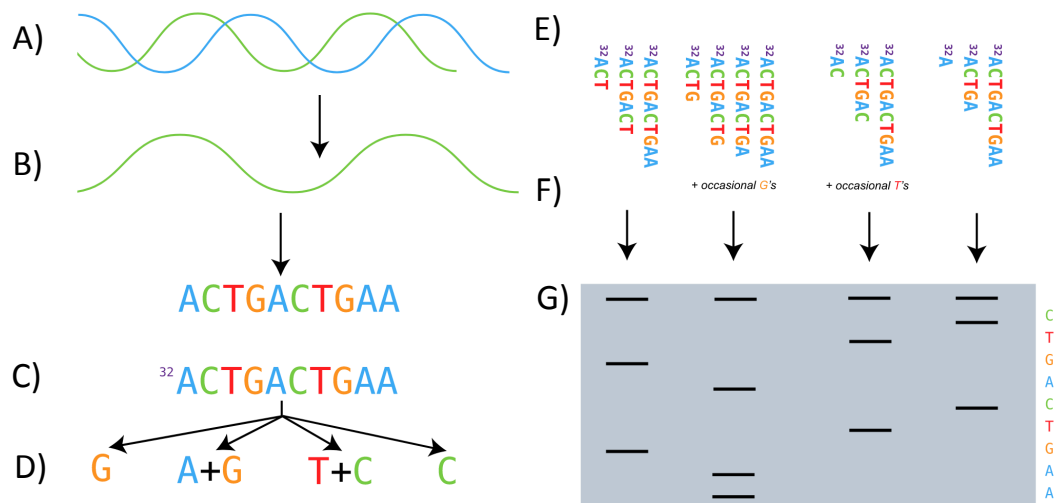 A)
B)
ACTGACTGAA
C)
32ACTGACTGAA
D)
G
A+G
T+C
C
E)
32ACT
32ACTGACT
32ACTGACTGAA
32ACTG
32ACTGACTG
32ACTGACTGA
32ACTGACTGAA
32AC
32ACTGAC
32ACTGACTGAA
32A
32ACTGA
32ACTGACTGAA
F)
+ occasional G's
+ occasional T's
G)
C
T
G
A
C
T
G
A
A